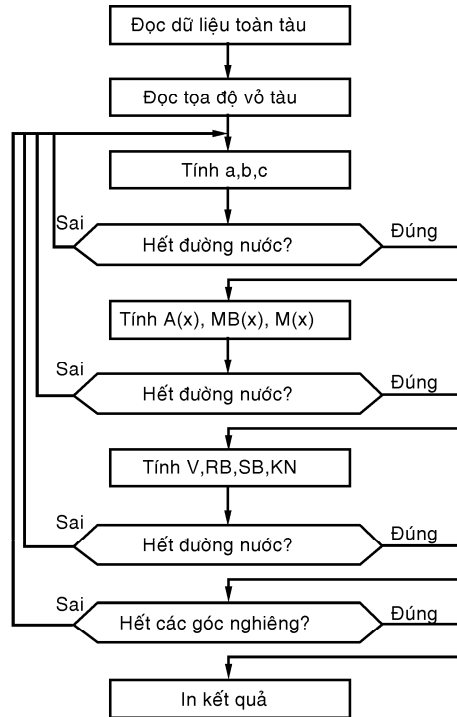 Đọc dữ liệu toàn tàu
Đọc tọa độ vỏ tàu
Tính a,b,c
Sai
Hết đường nước?
Đúng
Tính A(x), MB(x), M(x)
Sai
Hết đường nước?
Đúng
Tính V,RB,SB,KN
Sai
Hết đường nước?
Đúng
Sai
Hết các góc nghiêng?
Đúng
In kết quả